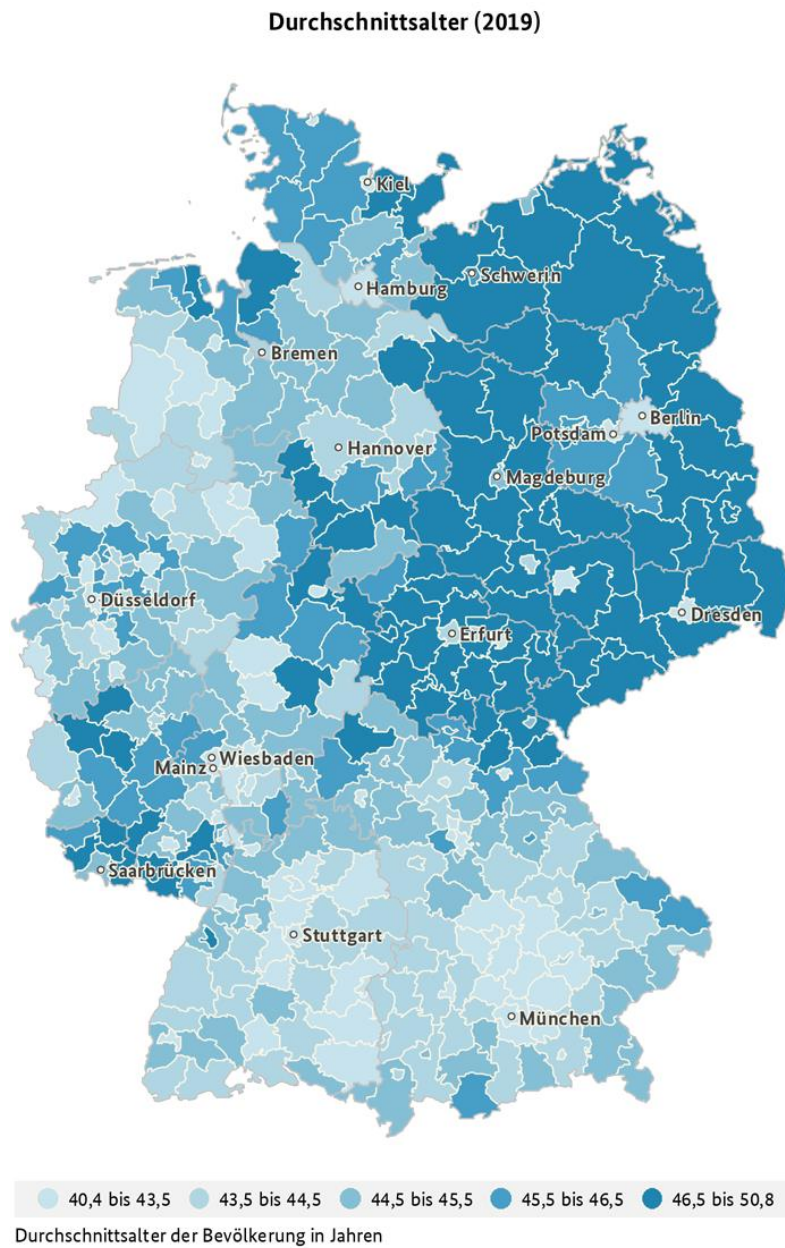 Durchschnittsalter (2019)
Kiel
Schwerin
Hamburg
Bremen
Berlin
Potsdam
Hannover
Magdeburg
Düsseldorf
Dresden
Erfurt
Wiesbaden
Mainz
Saarbrücken
Stuttgart
München
40,4 bis 43,5 43,5 bis 44,5 44,5 bis 45,5 45,5 bis 46,5 46,5 bis 50,8
Durchschnittsalter der Bevölkerung in Jahren